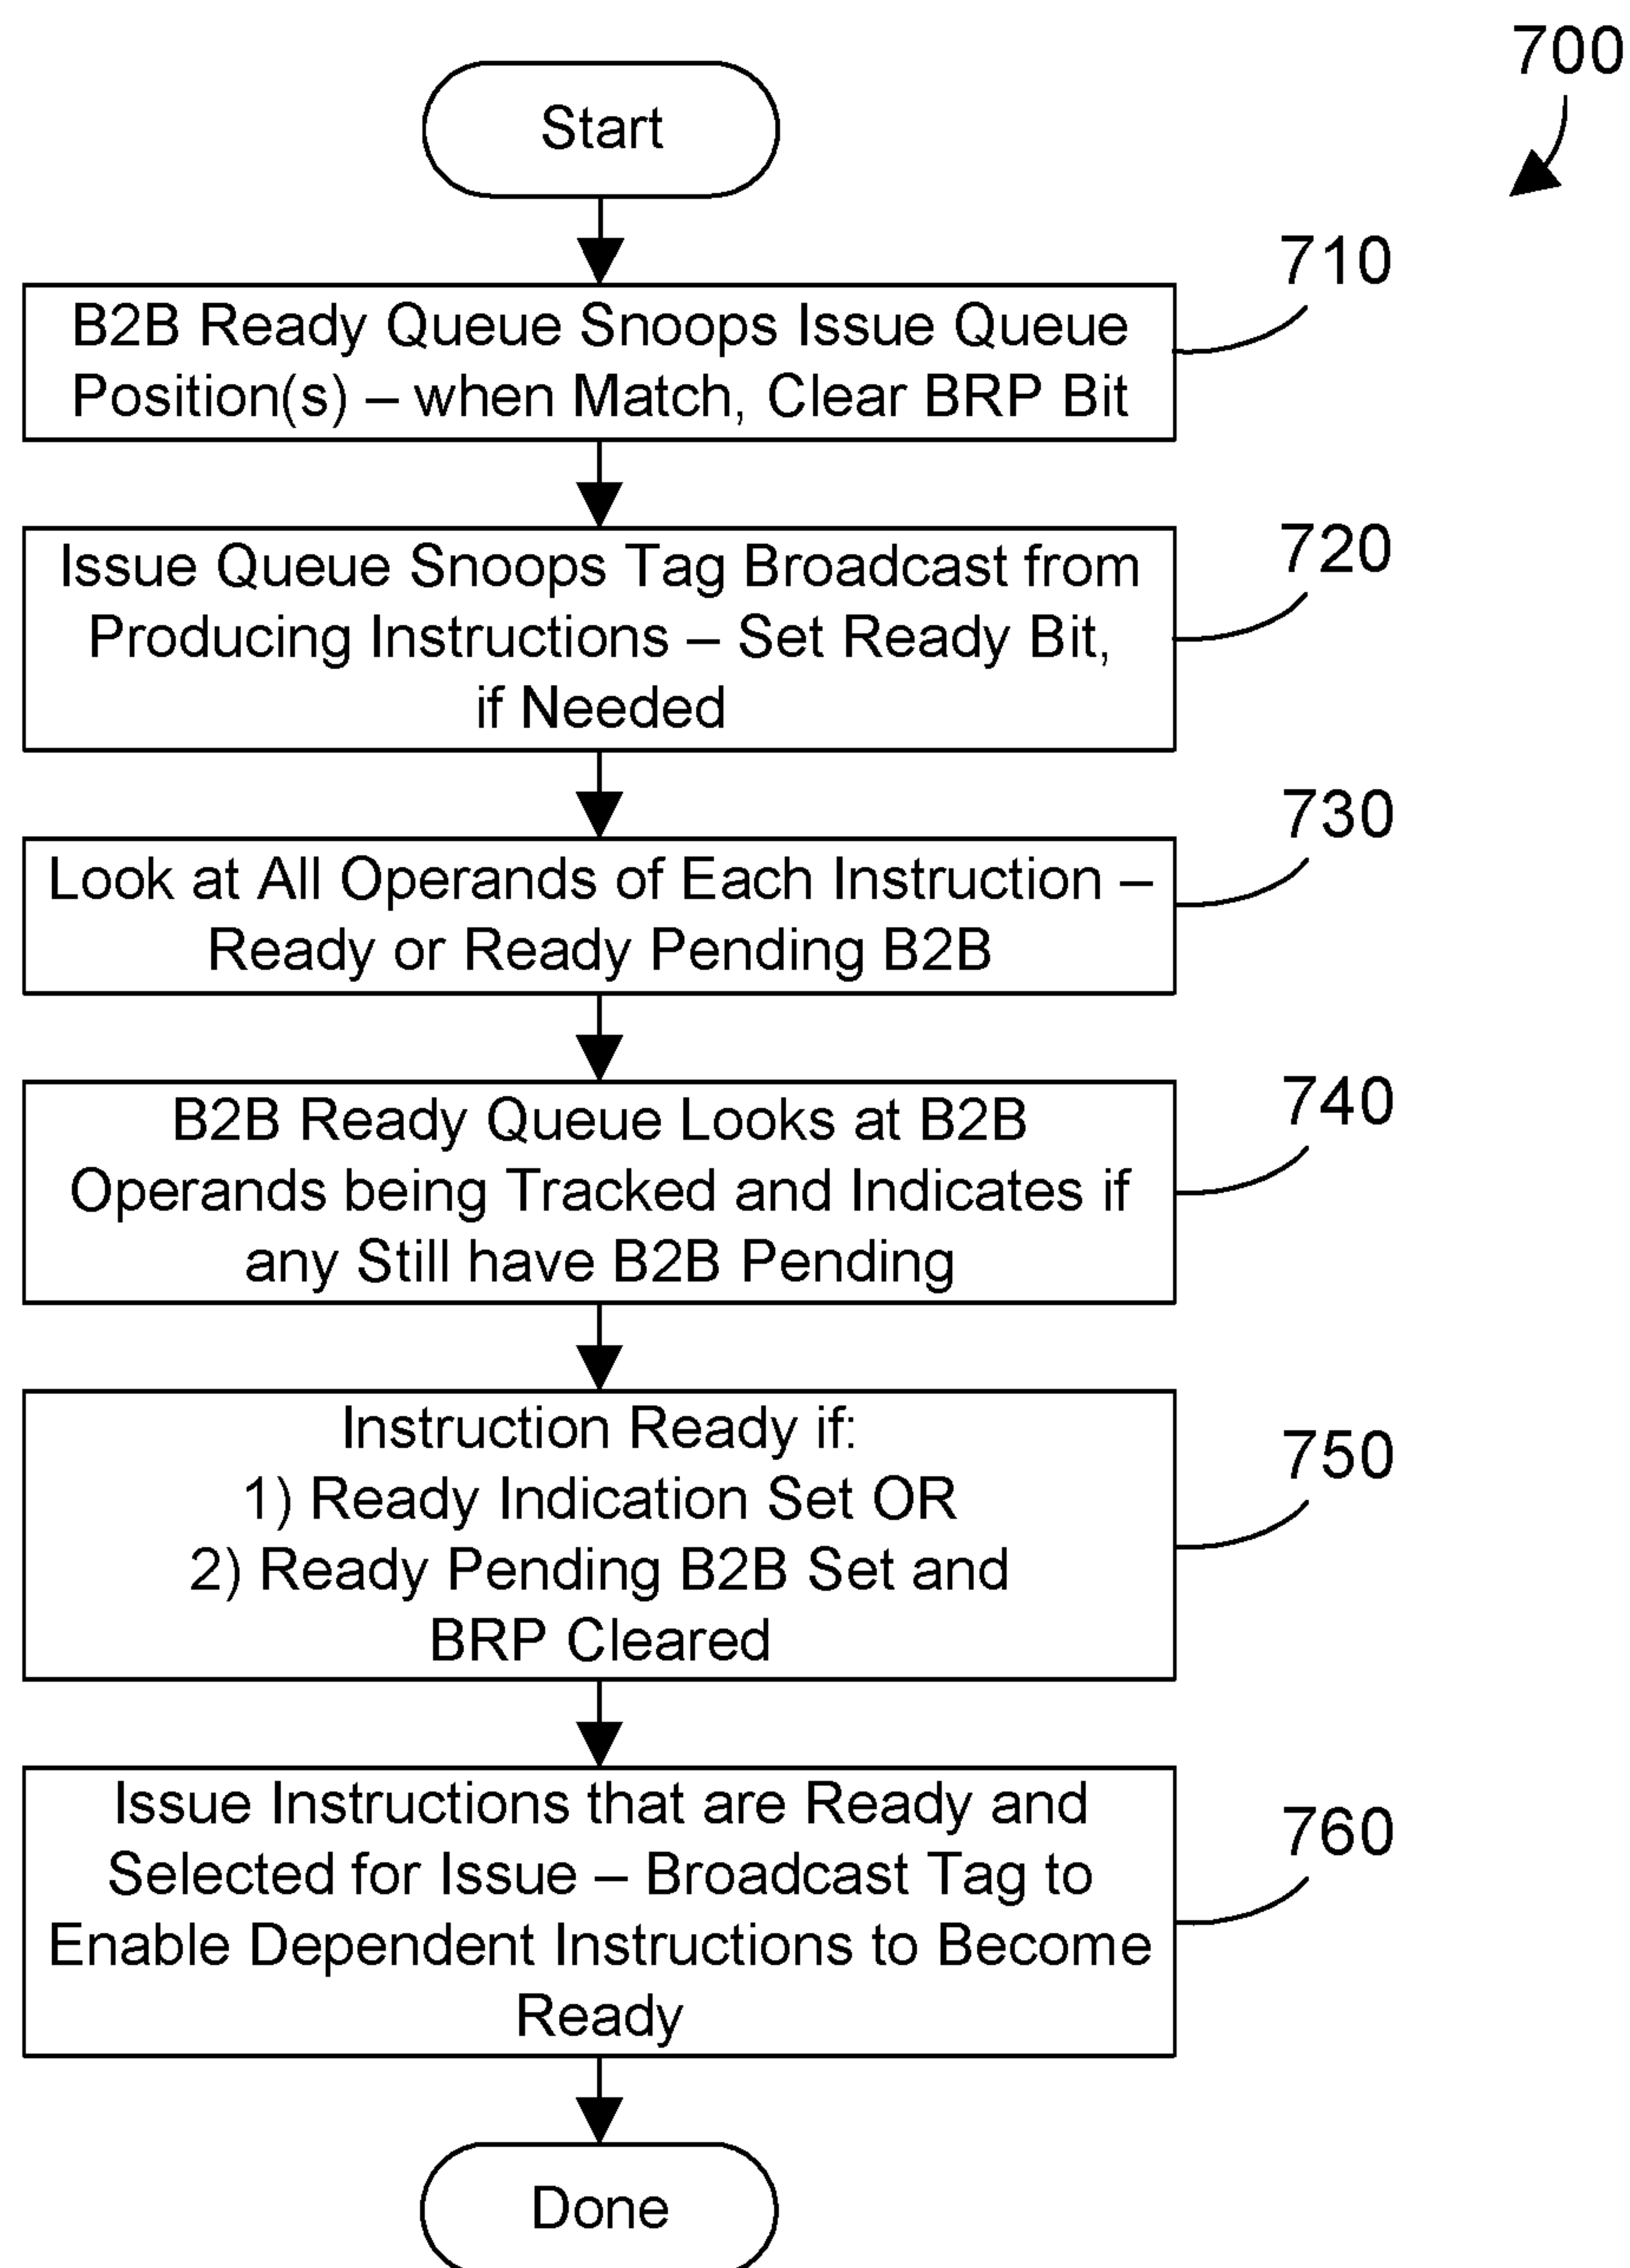 700
Start
710
B2B Ready Queue Snoops Issue Queue
Position(s) – when Match, Clear BRP Bit
720
Issue Queue Snoops Tag Broadcast from
Producing Instructions – Set Ready Bit,
if Needed
730
Look at All Operands of Each Instruction –
Ready or Ready Pending B2B
740
B2B Ready Queue Looks at B2B
Operands being Tracked and Indicates if
any Still have B2B Pending
750
Instruction Ready if:
1) Ready Indication Set OR
2) Ready Pending B2B Set and
BRP Cleared
760
Issue Instructions that are Ready and
Selected for Issue – Broadcast Tag to
Enable Dependent Instructions to Become
Ready
Done